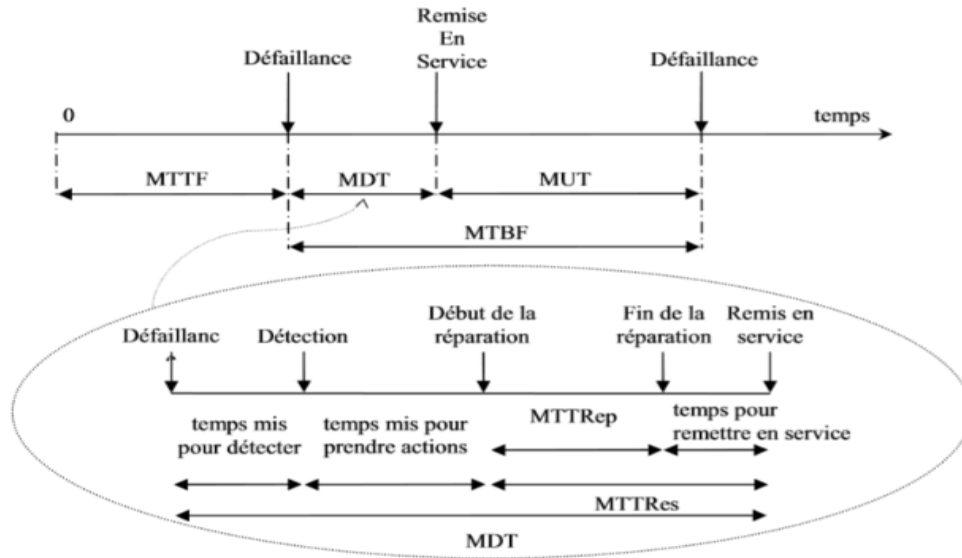 Remise
En
Service
Défaillance
Défaillance
0
temps
MTTF
MDT
MUT
MTBF
Début de la
réparation
Fin de la
réparation
Remis en
service
Défaillanc
Détection
temps mis
pour détecter
temps mis pour
prendre actions
MTTRep
temps pour
remettre en service
MTTRes
MDT